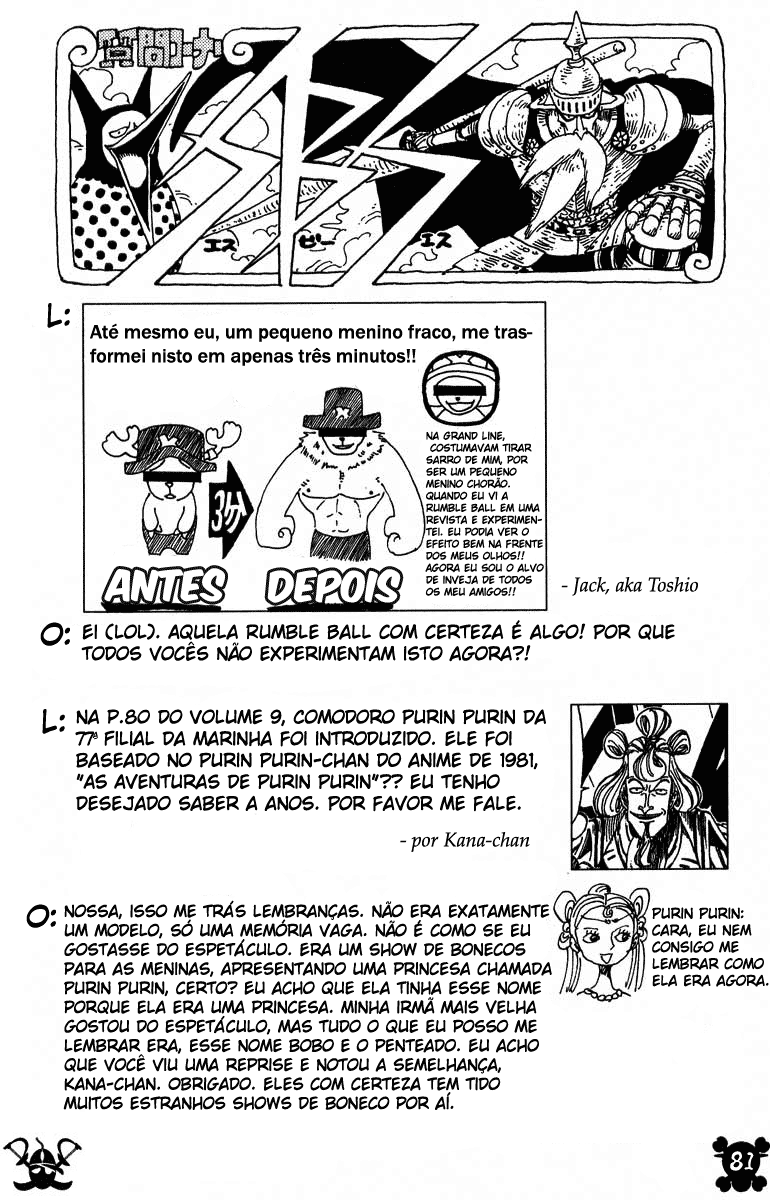 質問コーナー
エス ビー エス
L:
Até mesmo eu, um pequeno menino fraco, me tras-
formei nisto em apenas três minutos!!
NA GRAND LINE,
COSTUMAVAM TIRAR
SARRO DE MIM, POR
SER UM PEQUENO
MENINO CHORÃO.
QUANDO EU VI A
RUMBLE BALL EM UMA
REVISTA E EXPERIMEN-
TEI. EU PODIA VER O
EFEITO BEM NA FRENTE
DOS MEUS OLHOS!!
AGORA EU SOU O ALVO
DE INVEJA DE TODOS
OS MEU AMIGOS!!
3分
ANTES DEPOIS
- Jack, aka Toshio
O: EI (LOL). AQUELA RUMBLE BALL COM CERTEZA É ALGO! POR QUE
TODOS VOCÊS NÃO EXPERIMENTAM ISTO AGORA?!
L: NA P.80 DO VOLUME 9, COMODORO PURIN PURIN DA
77ª FILIAL DA MARINHA FOI INTRODUZIDO. ELE FOI
BASEADO NO PURIN PURIN-CHAN DO ANIME DE 1981,
"AS AVENTURAS DE PURIN PURIN"?? EU TENHO
DESEJADO SABER A ANOS. POR FAVOR ME FALE.
- por Kana-chan
O: NOSSA, ISSO ME TRÁS LEMBRANÇAS. NÃO ERA EXATAMENTE
UM MODELO, SÓ UMA MEMÓRIA VAGA. NÃO É COMO SE EU
GOSTASSE DO ESPETÁCULO. ERA UM SHOW DE BONECOS
PARA AS MENINAS, APRESENTANDO UMA PRINCESA CHAMADA
PURIN PURIN, CERTO? EU ACHO QUE ELA TINHA ESSE NOME
PORQUE ELA ERA UMA PRINCESA. MINHA IRMÃ MAIS VELHA
GOSTOU DO ESPETÁCULO, MAS TUDO O QUE EU POSSO ME
LEMBRAR ERA, ESSE NOME BOBO E O PENTEADO. EU ACHO
QUE VOCÊ VIU UMA REPRISE E NOTOU A SEMELHANÇA,
KANA-CHAN. OBRIGADO. ELES COM CERTEZA TEM TIDO
MUITOS ESTRANHOS SHOWS DE BONECO POR AÍ.
PURIN PURIN:
CARA, EU NEM
CONSIGO ME
LEMBRAR COMO
ELA ERA AGORA.
81